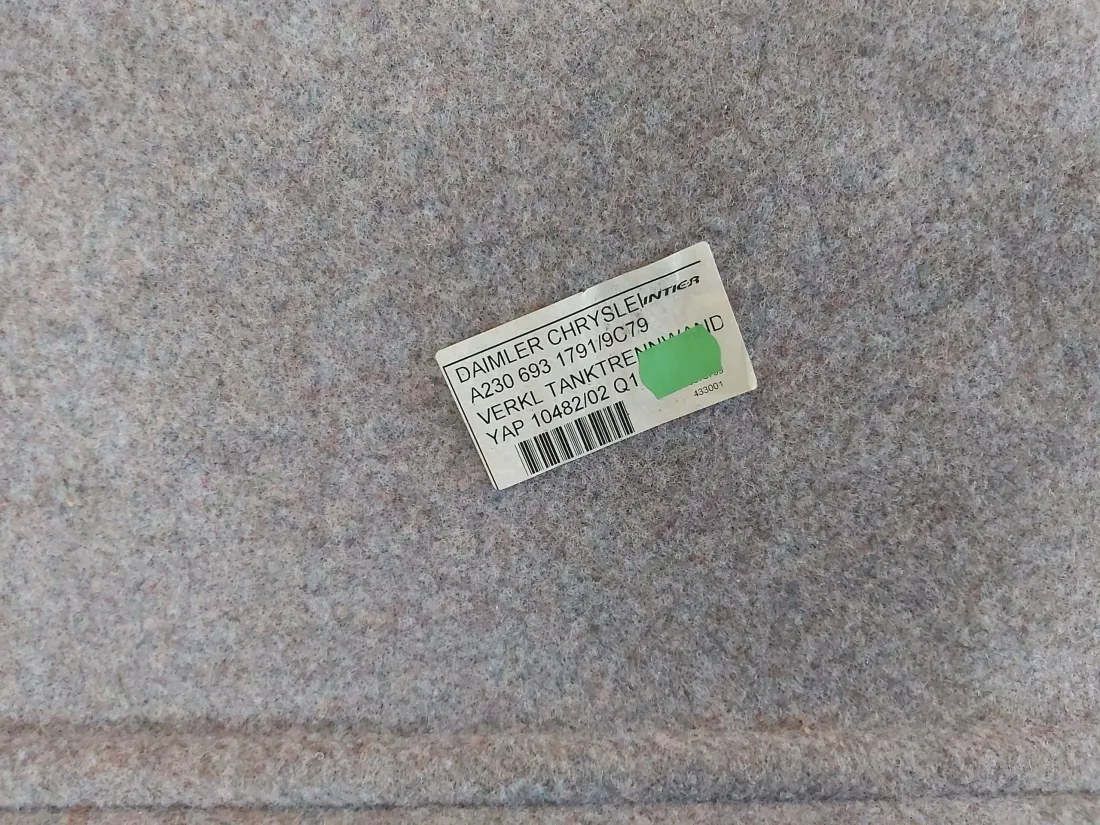 DAIMLER CHRYSLE INTIER
A230 693 1791/9C79
VERKL TANKTRENNWAND
YAP 10482/02 Q1
433001